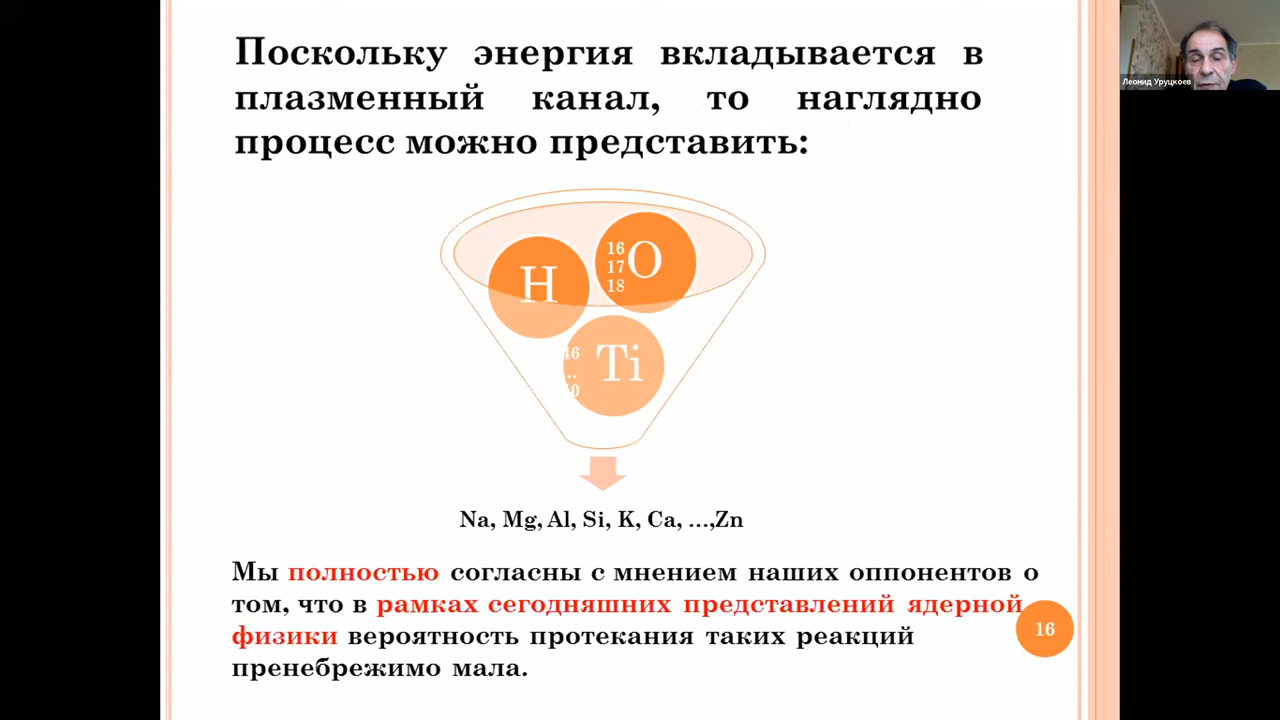 Поскольку энергия вкладывается в
плазменный канал, то наглядно
процесс можно представить:
Леонид Уруцкоев
H
16
17
18
O
46
...
Ti
Na, Mg, Al, Si, K, Ca, ...,Zn
Мы полностью согласны с мнением наших оппонентов о
том, что в рамках сегодняшних представлений ядерной
физики вероятность протекания таких реакций
пренебрежимо мала.
16